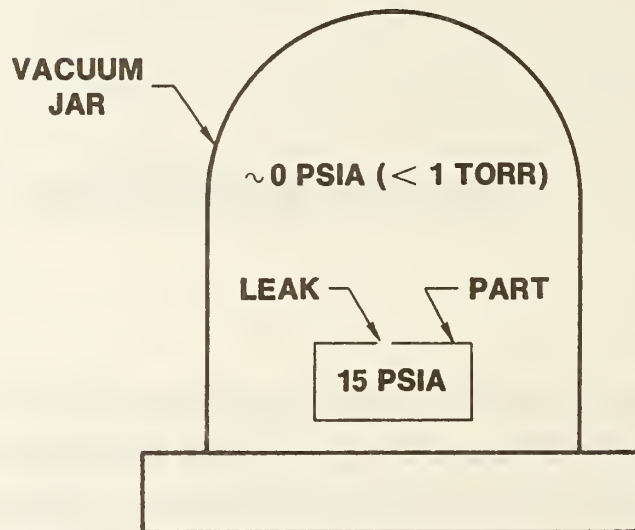 VACUUM
JAR
~0 PSIA (< 1 TORR)
LEAK
PART
15 PSIA